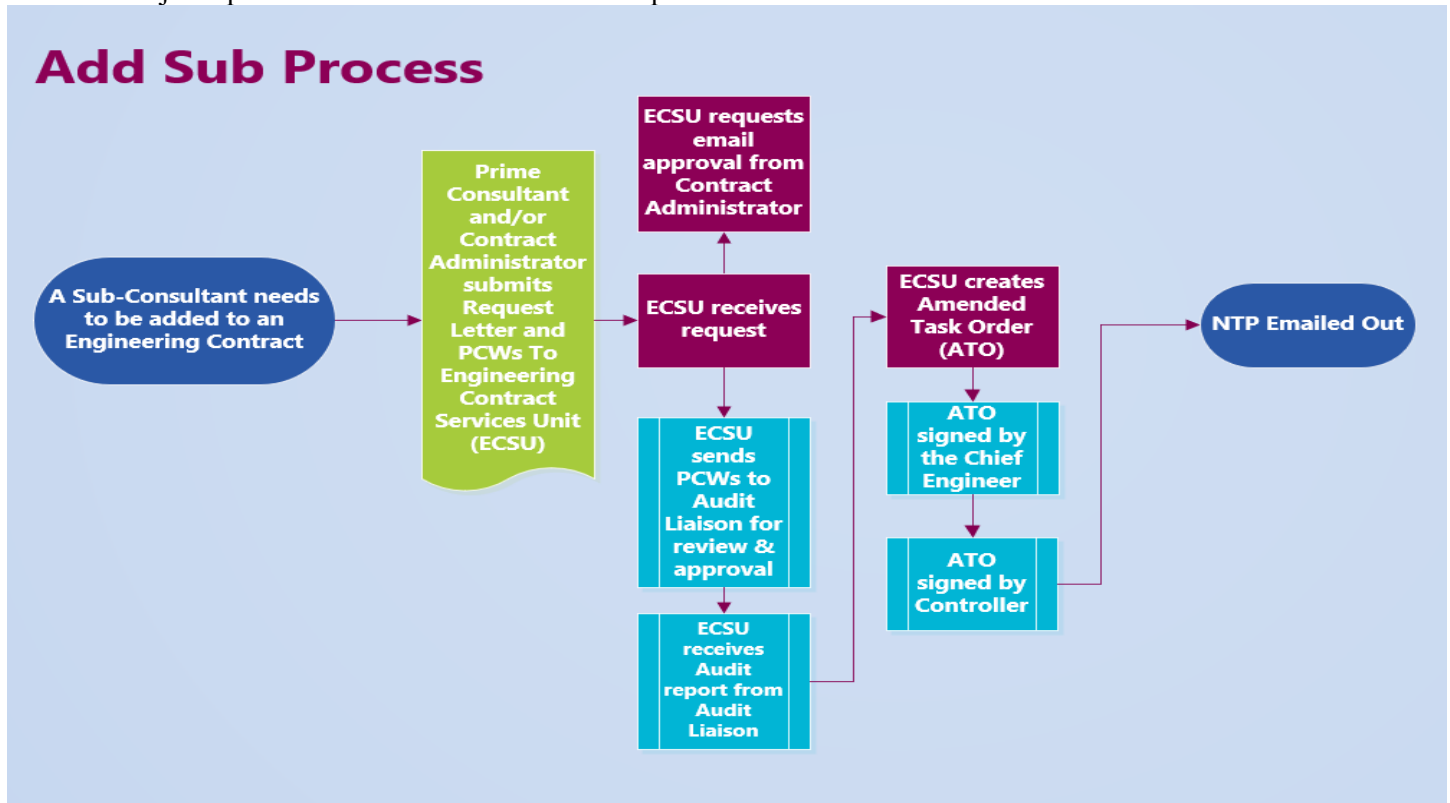 Add Sub Process
A Sub-Consultant needs
to be added to an
Engineering Contract
Prime
Consultant
and/or
Contract
Administrator
submits
Request
Letter and
PCWs To
Engineering
Contract
Services Unit
(ECSU)
ECSU requests
email
approval from
Contract
Administrator
ECSU receives
request
ECSU
sends
PCWs to
Audit
Liaison for
review &
approval
ECSU
receives
Audit
report from
Audit
Liaison
ECSU creates
Amended
Task Order
(ATO)
ATO
signed by
the Chief
Engineer
ATO
signed by
Controller
NTP Emailed Out